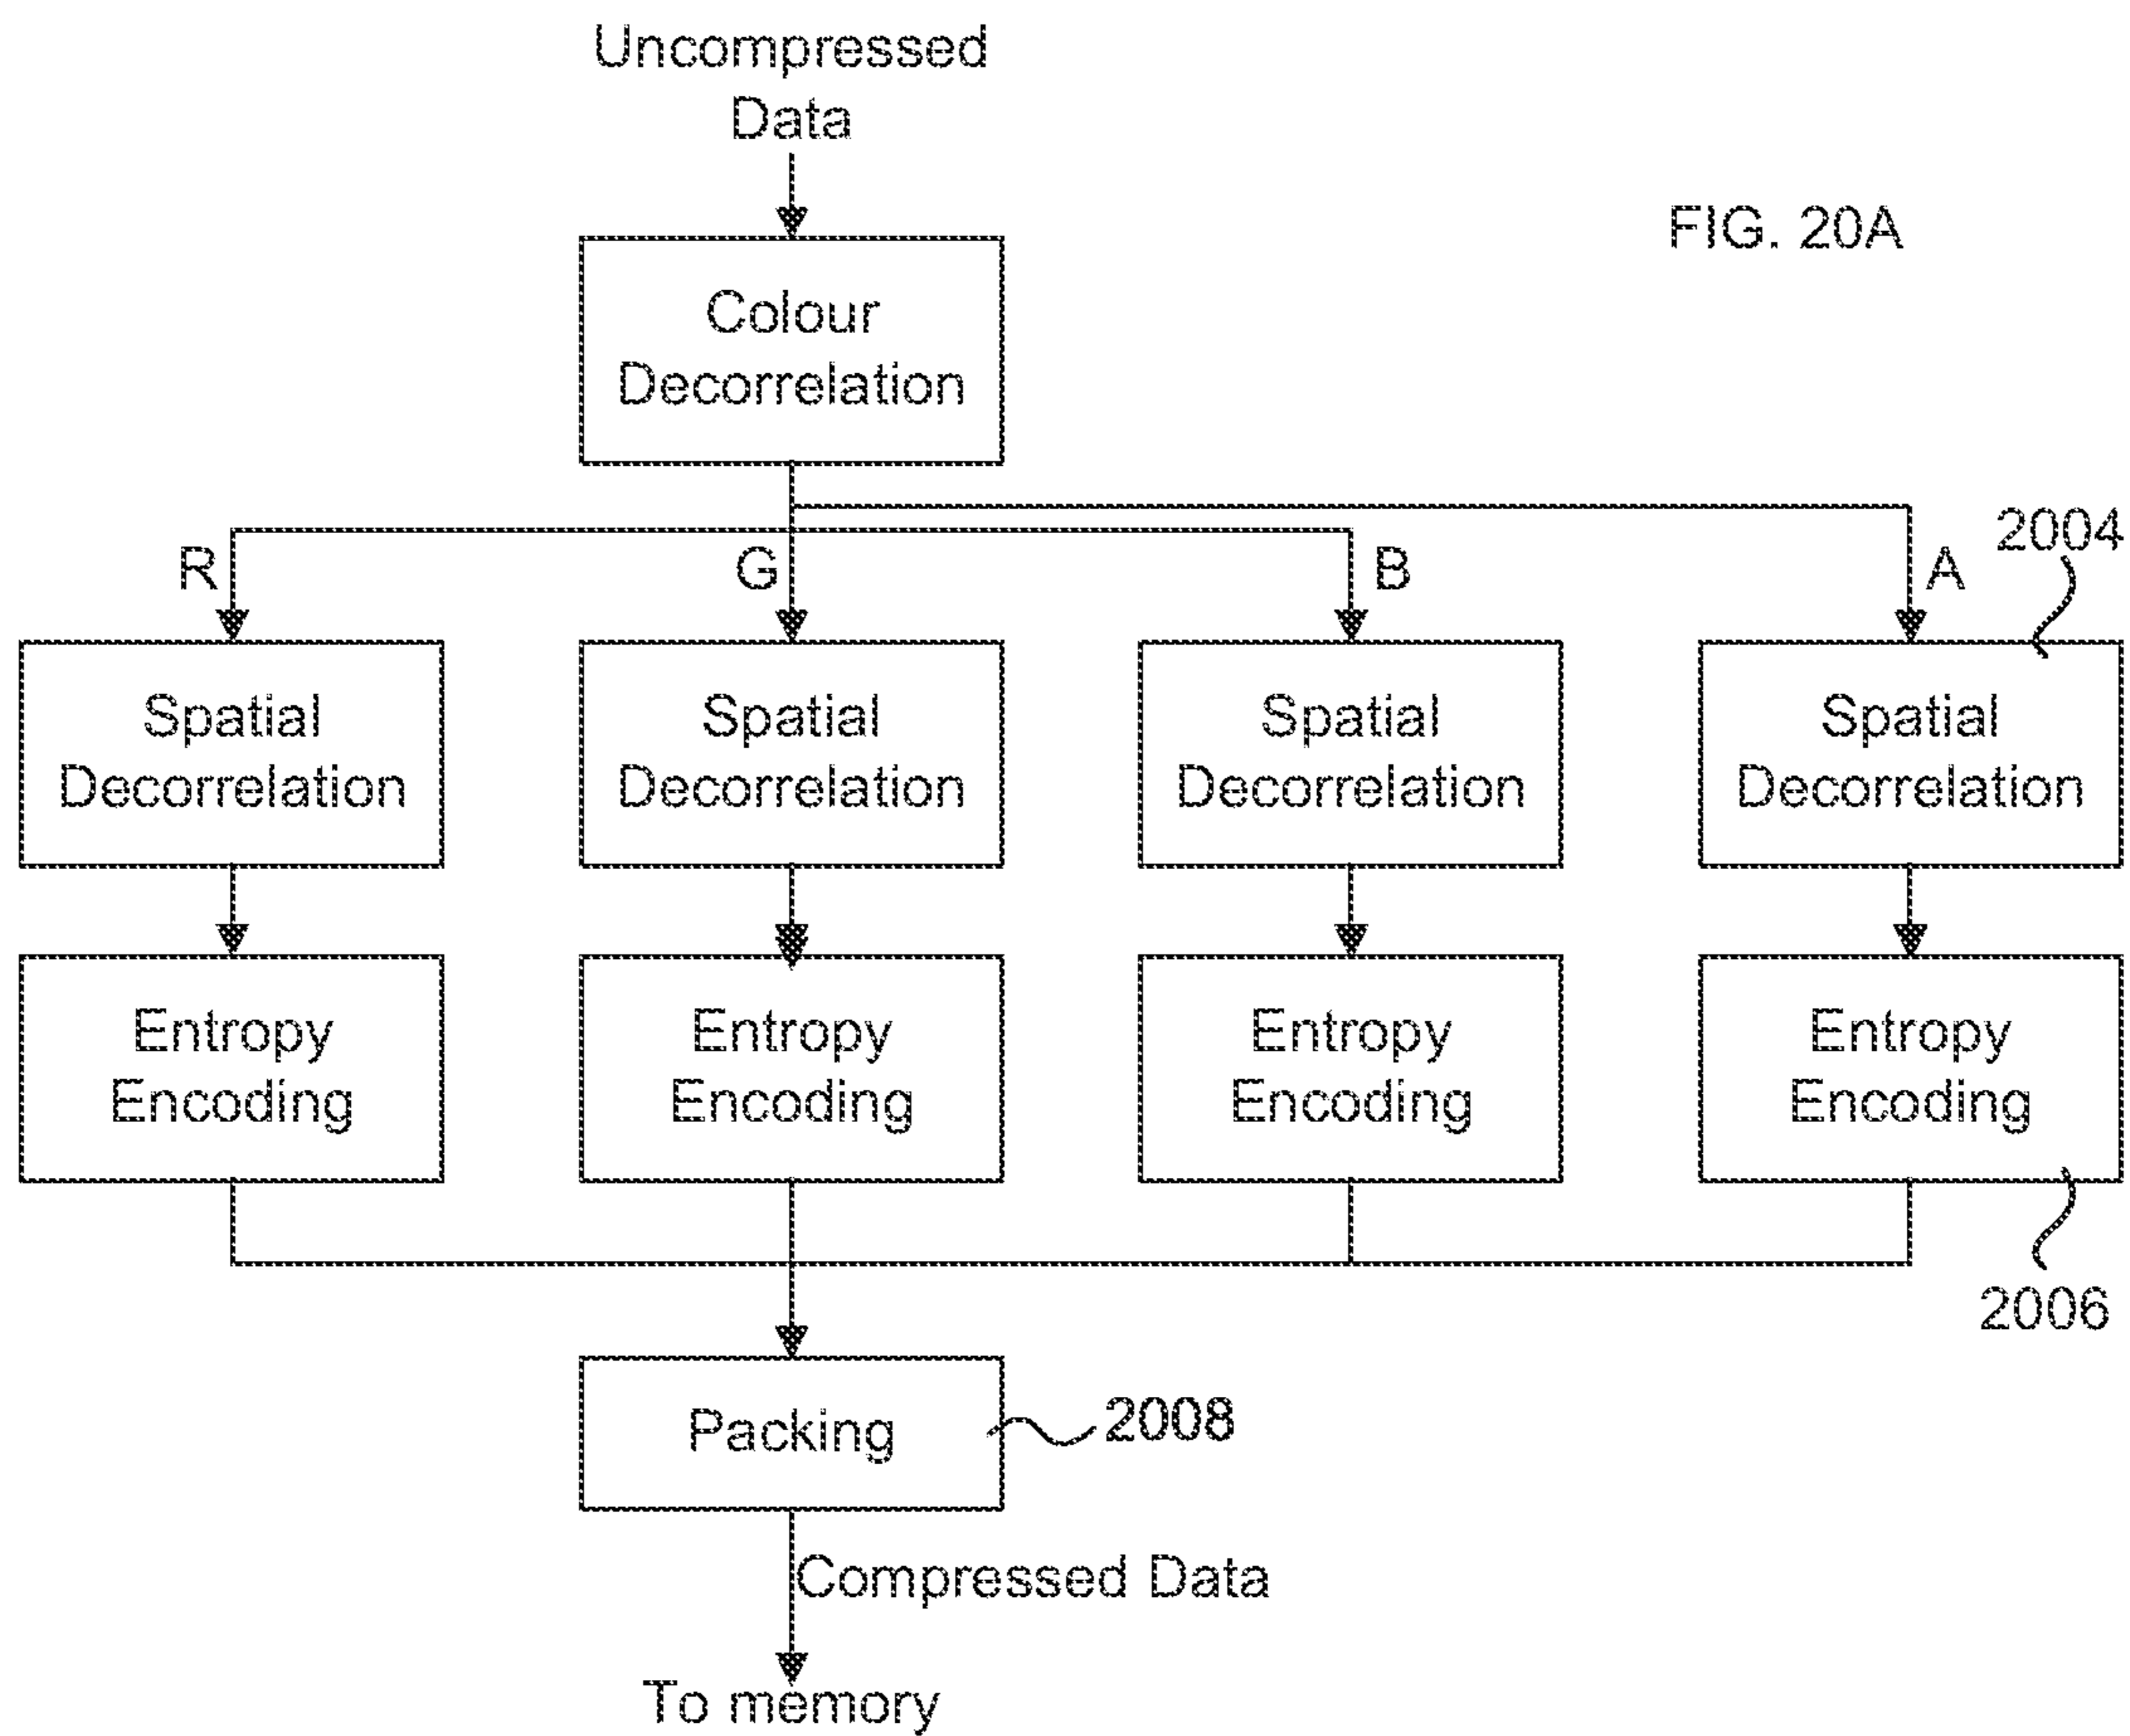 Uncompressed
Data
FIG. 20A
Colour
Decorrelation
R
G
B
A
2004
Spatial
Decorrelation
Spatial
Decorrelation
Spatial
Decorrelation
Spatial
Decorrelation
Entropy
Encoding
Entropy
Encoding
Entropy
Encoding
Entropy
Encoding
2006
Packing
2008
Compressed Data
To memory